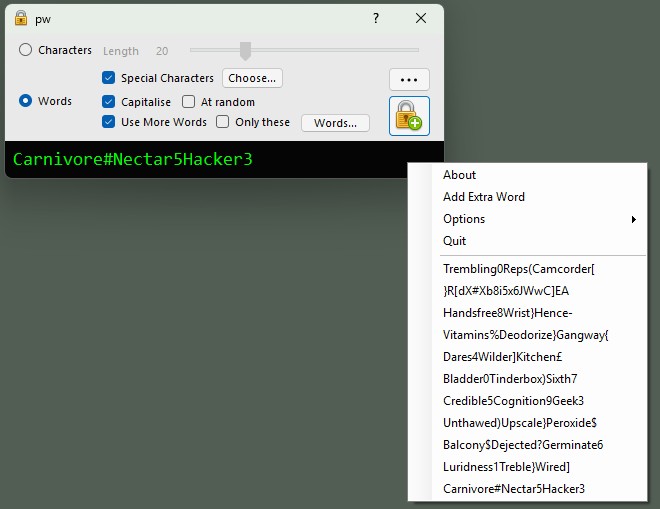 pw
?
Characters Length 20
Special Characters Choose...
Words
Capitalise At random
Use More Words Only these Words...
Carnivore#Nectar5Hacker3
About
Add Extra Word
Options
Quit
Trembling0Reps(Camcorder[
}R[dX#Xb8i5x6JWwC]EA
Handsfree8Wrist}Hence-
Vitamins%Deodorize}Gangway{
Dares4Wilder]Kitchen£
Bladder0Tinderbox)Sixth7
Credible5Cognition9Geek3
Unthawed)Upscale}Peroxide$
Balcony$Dejected?Germinate6
Luridness1Treble}Wired]
Carnivore#Nectar5Hacker3